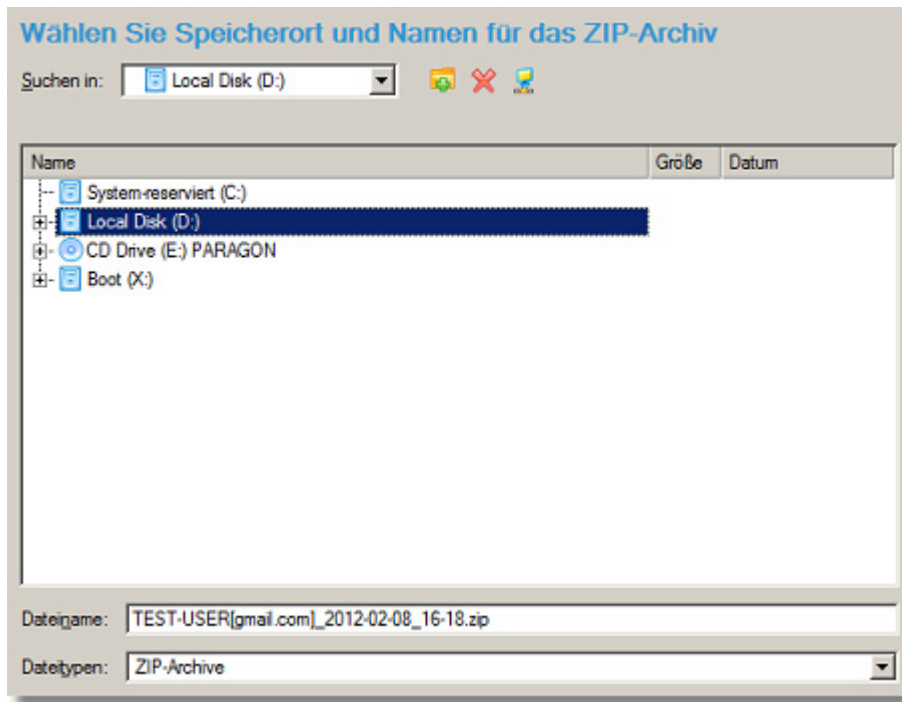 Wählen Sie Speicherort und Namen für das ZIP-Archiv
Suchen in: Local Disk (D:)
Name Größe Datum
System-reserviert (C:)
Local Disk (D:)
CD Drive (E:) PARAGON
Boot (X:)
Dateiname: TEST-USER[gmail.com]_2012-02-08_16-18.zip
Dateitypen: ZIP-Archive